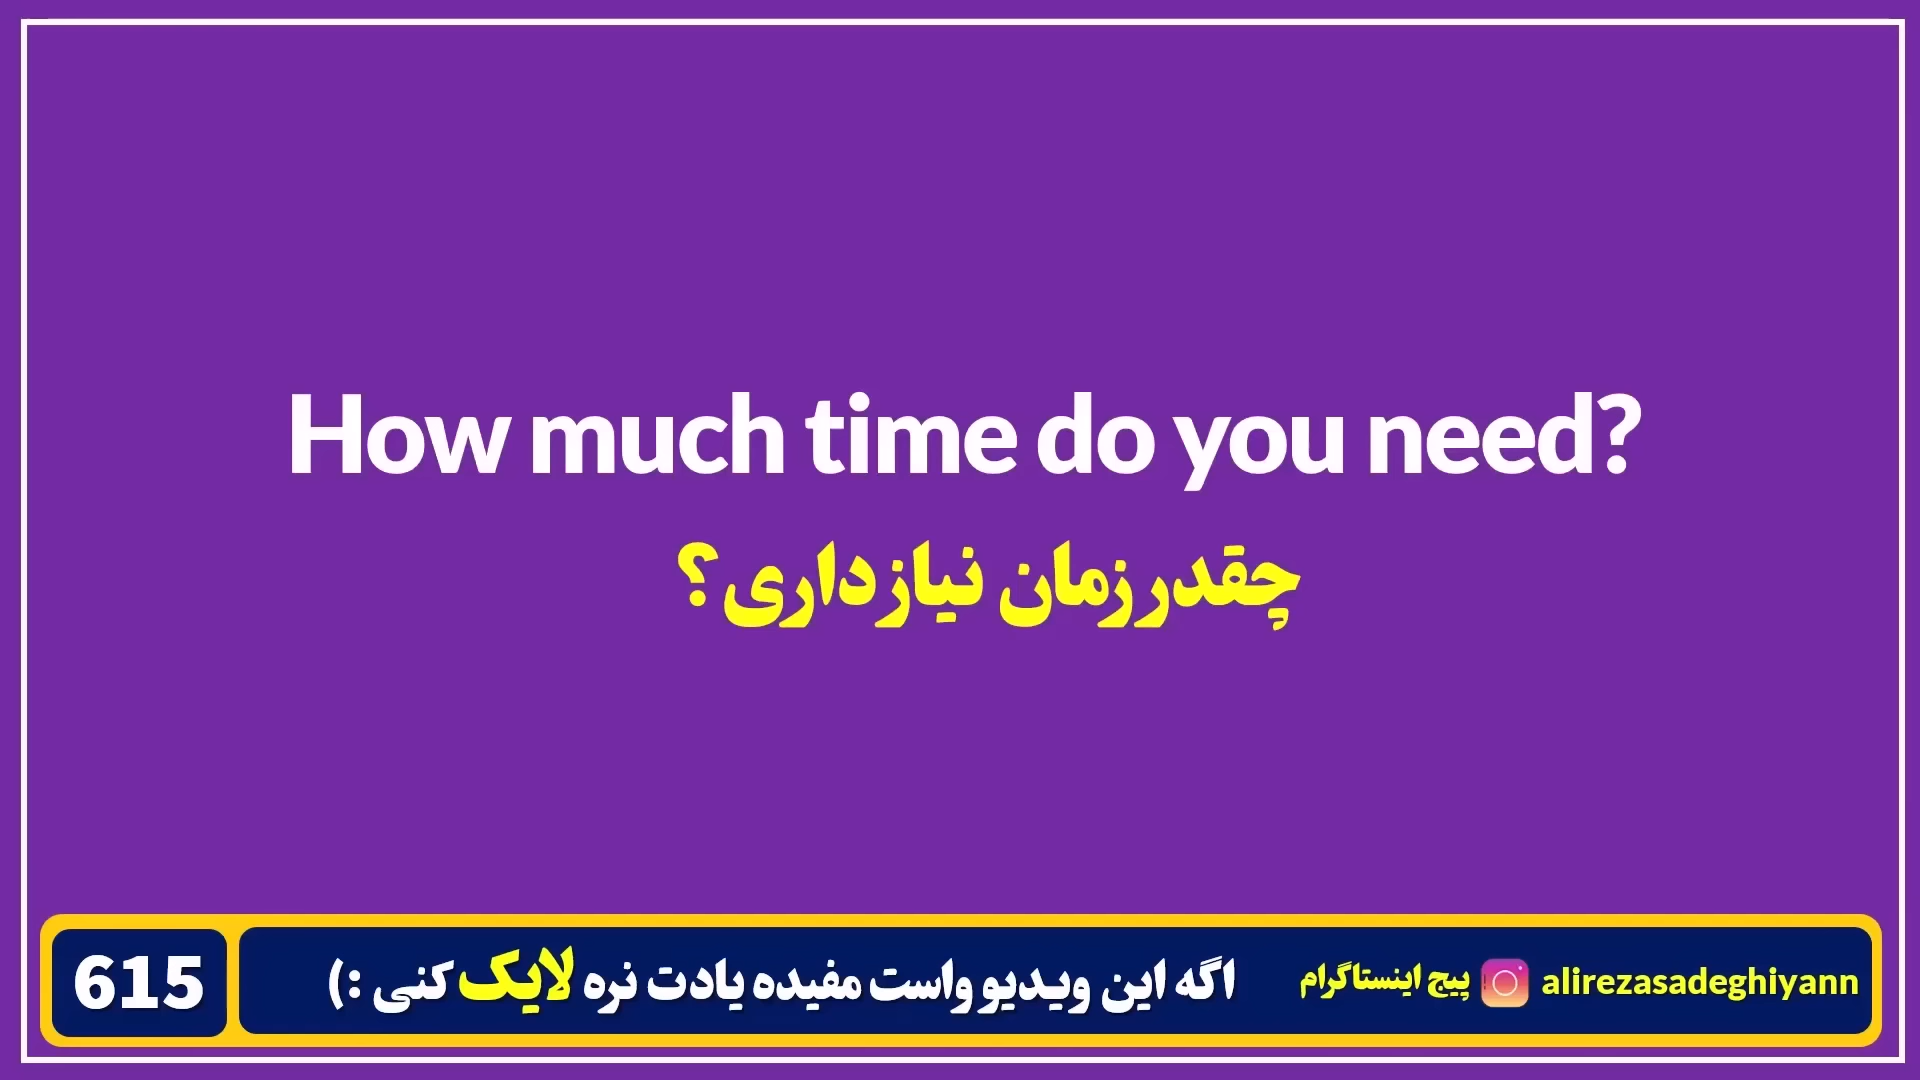 How much time do you need?
چقدر زمان نیاز داری؟
615
اگه این ویدیو واست مفیده یادت نره لایک کنی :)
پیج اینستاگرام alirezasadeghiyann